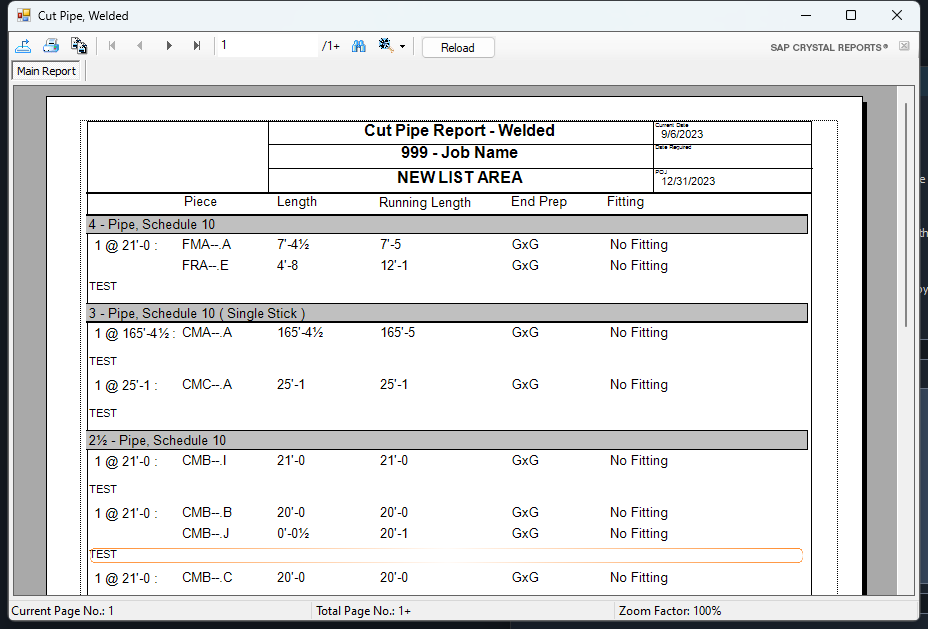 Cut Pipe, Welded
1 /1+ Reload SAP CRYSTAL REPORTS®
Main Report
Cut Pipe Report - Welded
Current Date
9/6/2023
999 - Job Name
Date Required
NEW LIST AREA
12/31/2023
Piece Length Running Length End Prep Fitting
4 - Pipe, Schedule 10
1 @ 21'-0 : FMA--.A 7'-4½ 7'-5 GxG No Fitting
FRA--.E 4'-8 12'-1 GxG No Fitting
TEST
3 - Pipe, Schedule 10 ( Single Stick )
1 @ 165'-4½ : CMA--.A 165'-4½ 165'-5 GxG No Fitting
TEST
1 @ 25'-1 : CMC--.A 25'-1 25'-1 GxG No Fitting
TEST
2½ - Pipe, Schedule 10
1 @ 21'-0 : CMB--.I 21'-0 21'-0 GxG No Fitting
TEST
1 @ 21'-0 : CMB--.B 20'-0 20'-0 GxG No Fitting
CMB--.J 0'-0½ 20'-1 GxG No Fitting
TEST
1 @ 21'-0 : CMB--.C 20'-0 20'-0 GxG No Fitting
Current Page No.: 1 Total Page No.: 1+ Zoom Factor: 100%